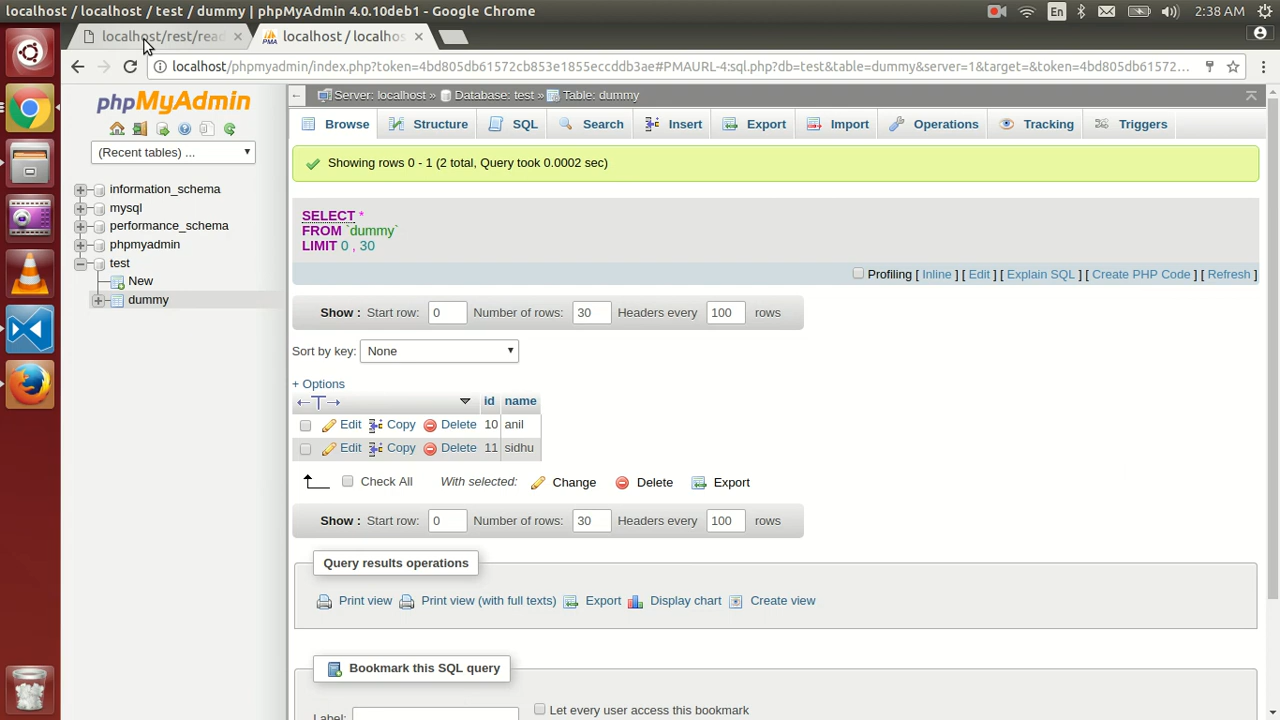 localhost / localhost / test / dummy | phpMyAdmin 4.0.10deb1 - Google Chrome
En
2:38 AM
localhost/rest/read
localhost / localhos
localhost/phpmyadmin/index.php?token=4bd805db61572cb853e1855eccddb3ae#PMAURL-4:sql.php?db=test&table=dummy&server=1&target=&token=4bd805db61572...
phpMyAdmin
(Recent tables) ...
information_schema
mysql
performance_schema
phpmyadmin
test
New
dummy
Server: localhost » Database: test » Table: dummy
Browse Structure SQL Search Insert Export Import Operations Tracking Triggers
Showing rows 0 - 1 (2 total, Query took 0.0002 sec)
SELECT *
FROM `dummy`
LIMIT 0 , 30
Profiling [ Inline ] [ Edit ] [ Explain SQL ] [ Create PHP Code ] [ Refresh ]
Show : Start row: 0 Number of rows: 30 Headers every 100 rows
Sort by key: None
+ Options
←T→ id name
Edit Copy Delete 10 anil
Edit Copy Delete 11 sidhu
Check All With selected: Change Delete Export
Show : Start row: 0 Number of rows: 30 Headers every 100 rows
Query results operations
Print view Print view (with full texts) Export Display chart Create view
Bookmark this SQL query
Label: Let every user access this bookmark